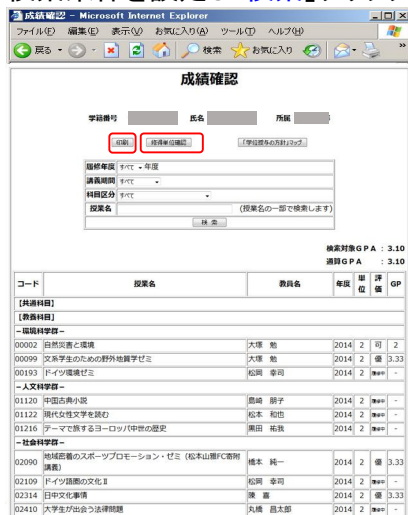 成績確認 - Microsoft Internet Explorer
ファイル(F) 編集(E) 表示(V) お気に入り(A) ツール(T) ヘルプ(H)
戻る 検索 お気に入り
成績確認
学籍番号 氏名 所属
印刷 修得単位確認 「学位授与の方針」マップ
履修年度 すべて 年度
講義期間 すべて
科目区分 すべて
授業名 (授業名の一部で検索します)
検 索
検索対象GPA : 3.10
通算GPA : 3.10
コード 授業名 教員名 年度 単位 評価 GP
【共通科目】
【教養科目】
－環境科学群－
00002 自然災害と環境 大塚 勉 2014 2 可 2
00099 文系学生のための野外地質学ゼミ 大塚 勉 2014 2 優 3.33
00193 ドイツ環境ゼミ 松岡 幸司 2014 2 履修中 -
－人文科学群－
01120 中国古典小説 島崎 朋子 2014 2 履修中 -
01122 現代女性文学を読む 松本 和也 2014 2 履修中 -
01216 テーマで旅するヨーロッパ中世の歴史 黒田 祐我 2014 2 履修中 -
－社会科学群－
02090 地域密着のスポーツプロモーション・ゼミ（松本山雅FC寄附講義） 橋本 純一 2014 2 優 3.33
02109 ドイツ語圏の文化Ⅱ 松岡 幸司 2014 2 履修中 -
02314 日中文化事情 陳 嘉 2014 2 優 3.33
02410 大学生が出会う法律問題 丸橋 昌太郎 2014 2 履修中 -